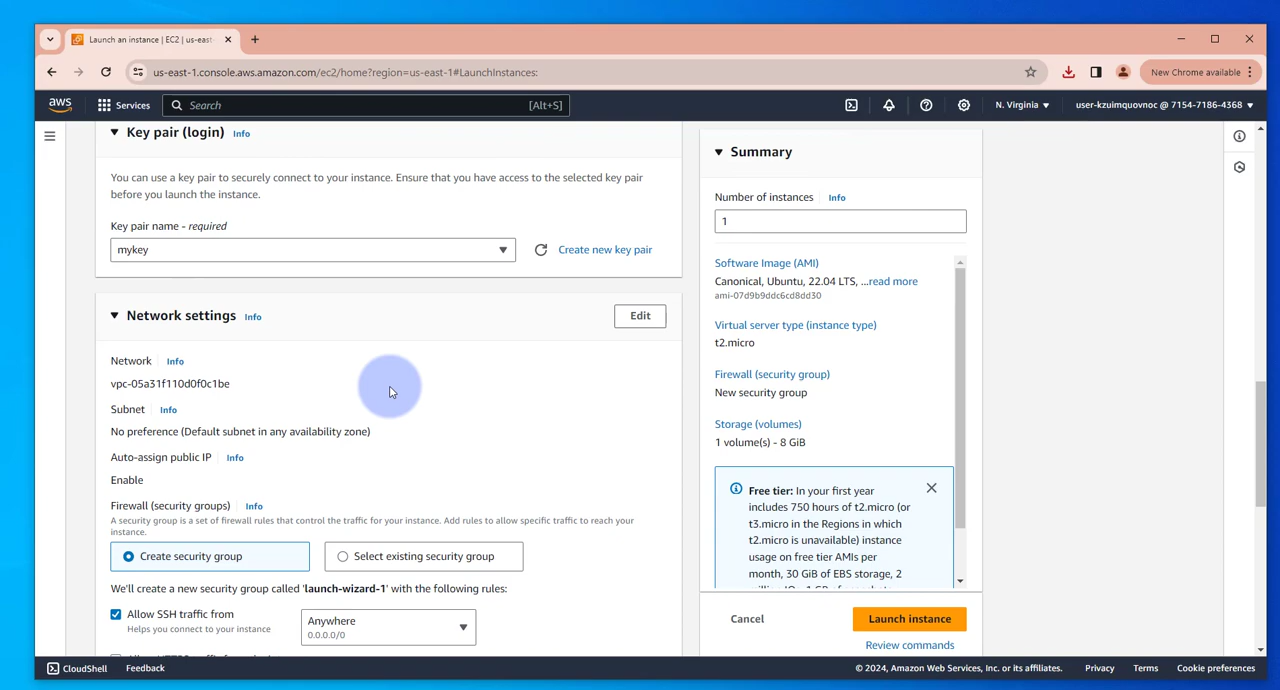 Launch an instance | EC2 | us-east-
us-east-1.console.aws.amazon.com/ec2/home?region=us-east-1#LaunchInstances:
New Chrome available
aws
Services
Search
[Alt+S]
N. Virginia
user-kzuimquovnoc @ 7154-7186-4368
Key pair (login) Info
You can use a key pair to securely connect to your instance. Ensure that you have access to the selected key pair
before you launch the instance.
Key pair name - required
mykey
Create new key pair
Network settings Info
Edit
Network Info
vpc-05a31f110d0f0c1be
Subnet Info
No preference (Default subnet in any availability zone)
Auto-assign public IP Info
Enable
Firewall (security groups) Info
A security group is a set of firewall rules that control the traffic for your instance. Add rules to allow specific traffic to reach your
instance.
Create security group
Select existing security group
We'll create a new security group called 'launch-wizard-1' with the following rules:
Allow SSH traffic from
Helps you connect to your instance
Anywhere
0.0.0.0/0
Summary
Number of instances Info
1
Software Image (AMI)
Canonical, Ubuntu, 22.04 LTS, ...read more
ami-07d9b9ddc6cd8dd30
Virtual server type (instance type)
t2.micro
Firewall (security group)
New security group
Storage (volumes)
1 volume(s) - 8 GiB
Free tier: In your first year
includes 750 hours of t2.micro (or
t3.micro in the Regions in which
t2.micro is unavailable) instance
usage on free tier AMIs per
month, 30 GiB of EBS storage, 2
Cancel
Launch instance
Review commands
CloudShell
Feedback
© 2024, Amazon Web Services, Inc. or its affiliates.
Privacy
Terms
Cookie preferences